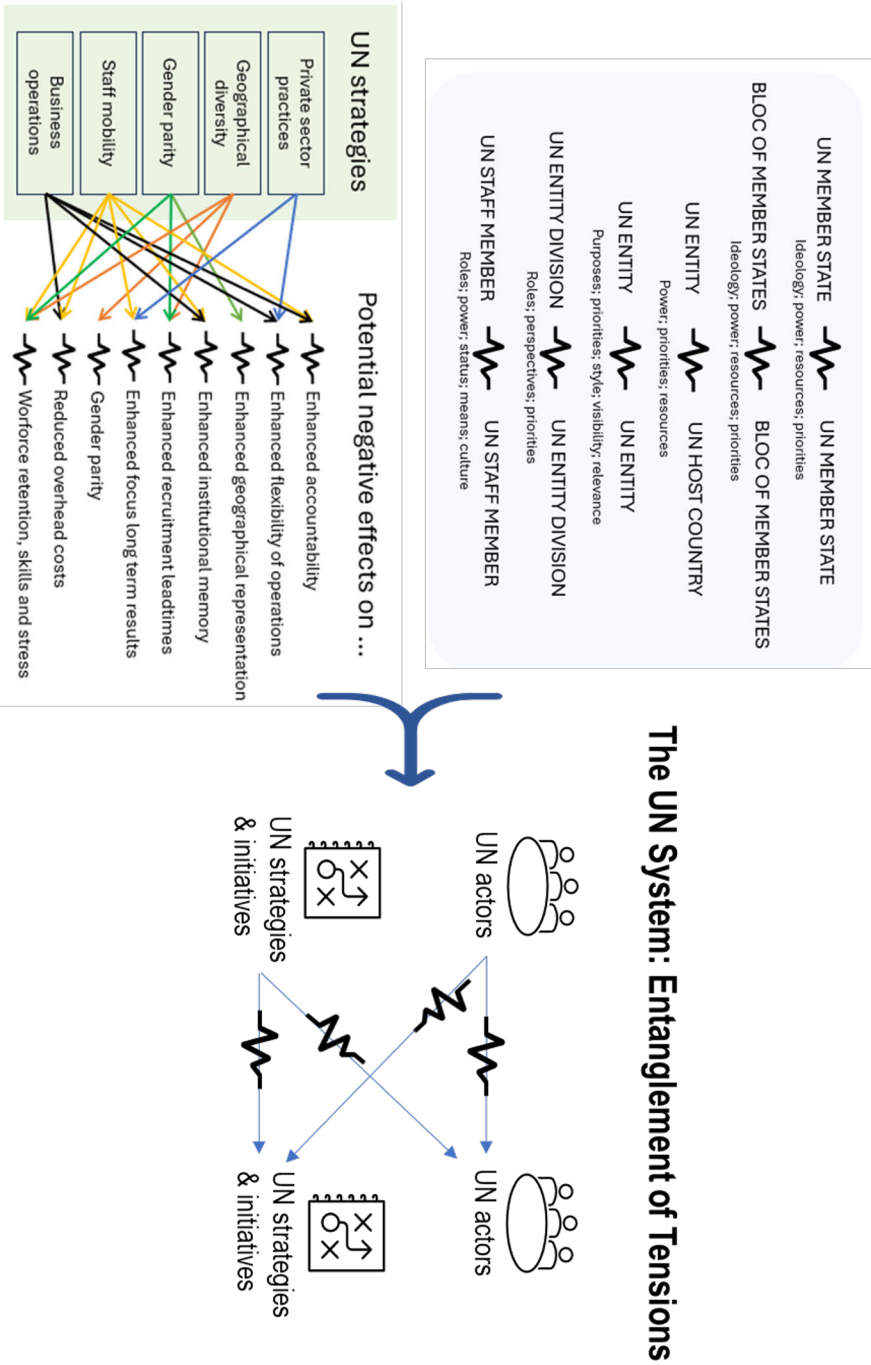 The UN System: Entanglement of Tensions
UN MEMBER STATE
UN MEMBER STATE
Ideology; power; resources; priorities
BLOC OF MEMBER STATES
BLOC OF MEMBER STATES
Ideology; power; resources; priorities
UN ENTITY
UN HOST COUNTRY
Power; priorities; resources
UN ENTITY
UN ENTITY
Purposes; priorities; style; visibility; relevance
UN ENTITY DIVISION
UN ENTITY DIVISION
Roles; perspectives; priorities
UN STAFF MEMBER
UN STAFF MEMBER
Roles; power; status; means; culture
UN strategies
Private sector
practices
Geographical
diversity
Gender parity
Staff mobility
Business
operations
Potential negative effects on ...
Enhanced accountability
Enhanced flexibility of operations
Enhanced geographical representation
Enhanced institutional memory
Enhanced recruitment leadtimes
Enhanced focus long term results
Gender parity
Reduced overhead costs
Worforce retention, skills and stress
UN actors
UN actors
UN strategies
& initiatives
UN strategies
& initiatives